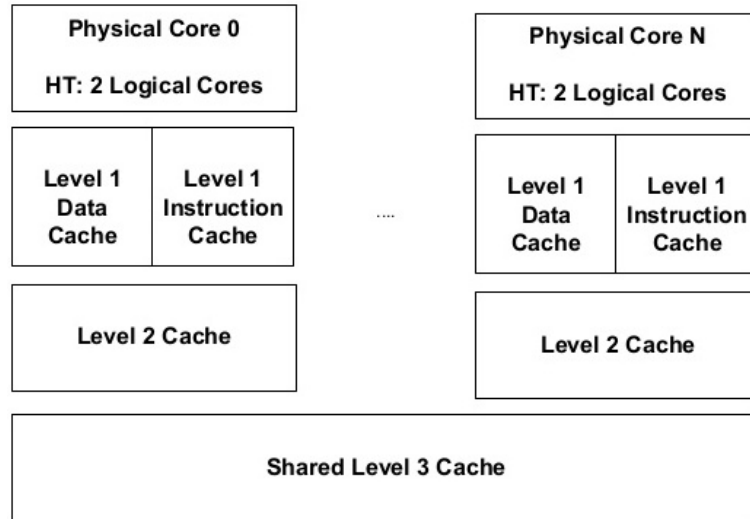 Physical Core 0
HT: 2 Logical Cores
Physical Core N
HT: 2 Logical Cores
Level 1
Data
Cache
Level 1
Instruction
Cache
....
Level 1
Data
Cache
Level 1
Instruction
Cache
Level 2 Cache
Level 2 Cache
Shared Level 3 Cache